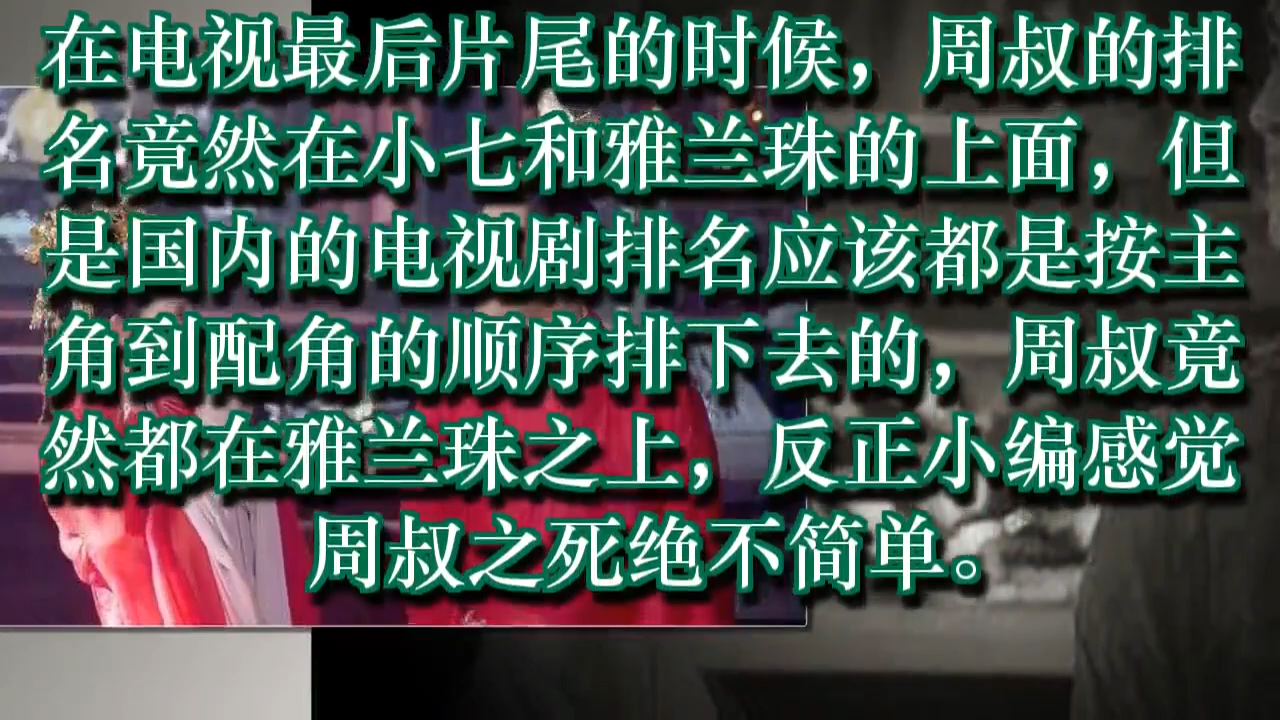 在电视最后片尾的时候，周叔的排
名竟然在小七和雅兰珠的上面，但
是国内的电视剧排名应该都是按主
角到配角的顺序排下去的，周叔竟
然都在雅兰珠之上，反正小编感觉
周叔之死绝不简单。